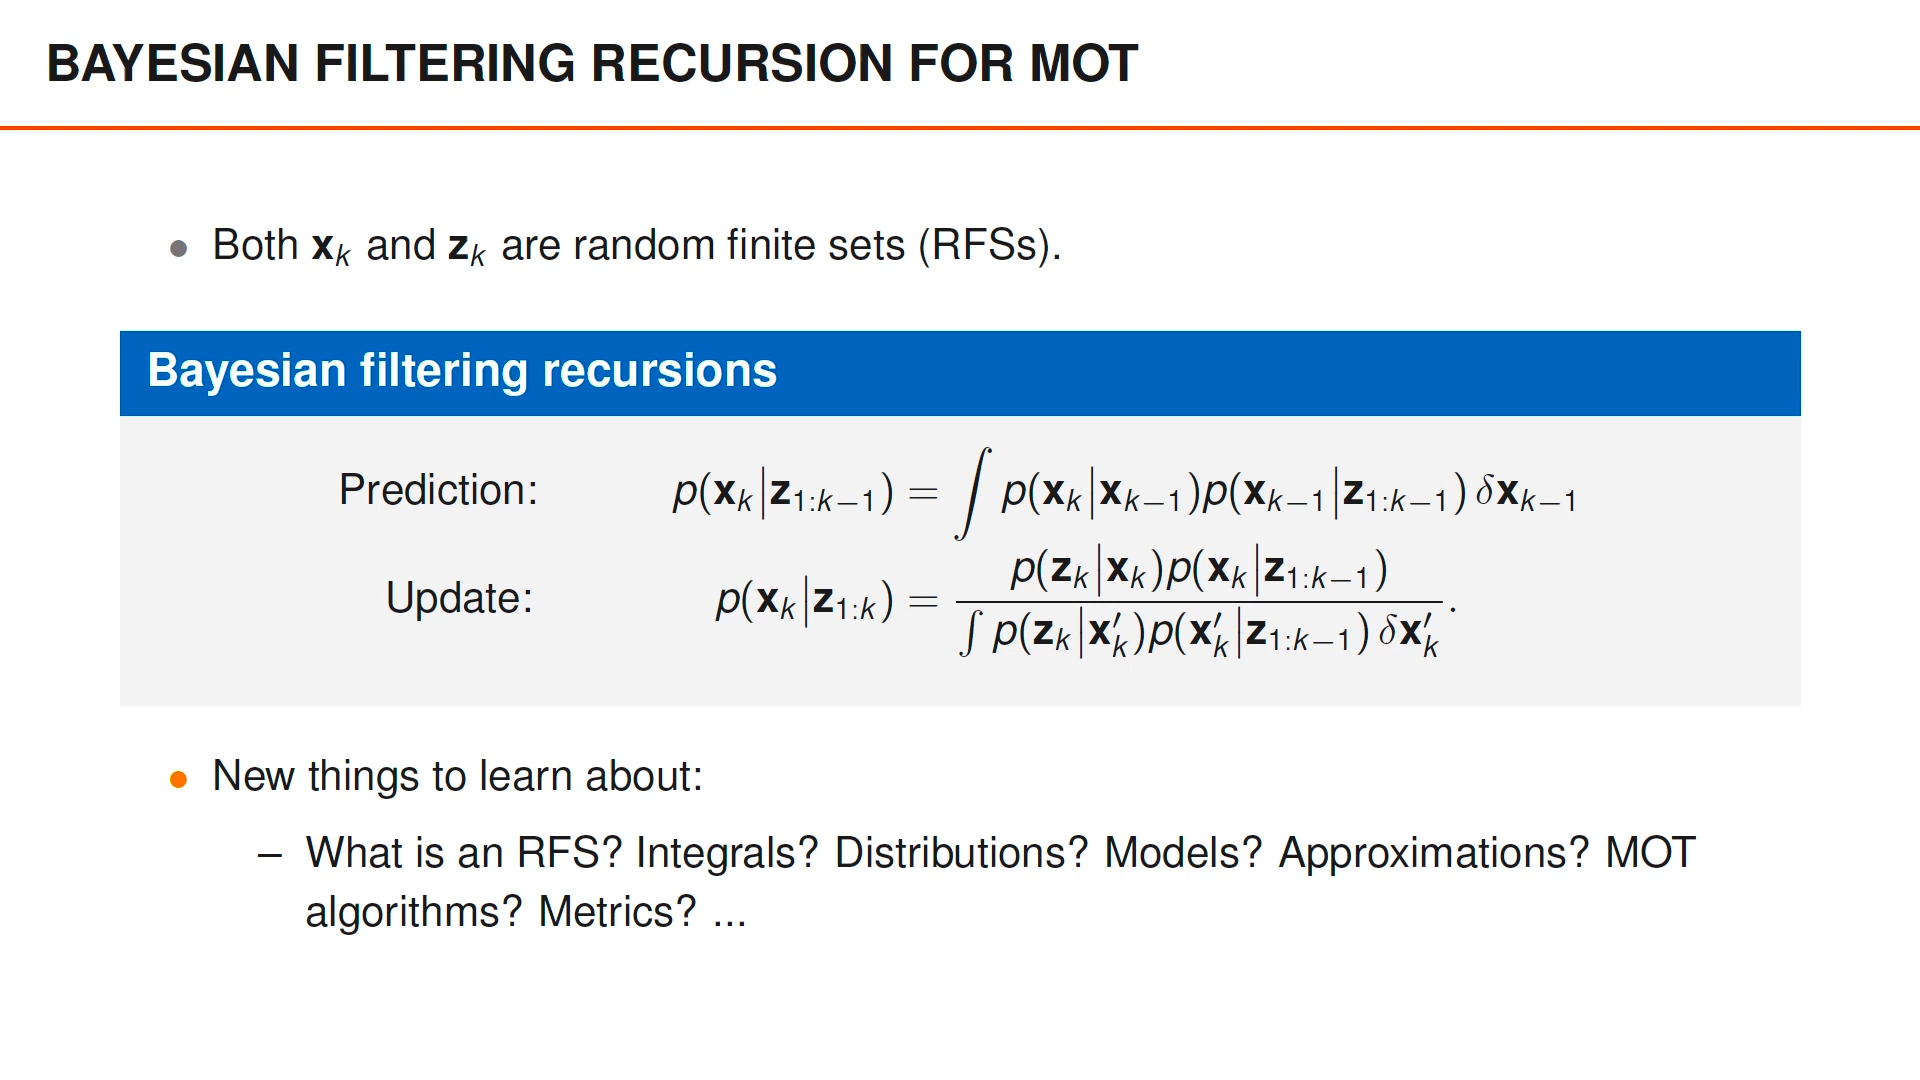 BAYESIAN FILTERING RECURSION FOR MOT
• Both x_k and z_k are random finite sets (RFSs).
Bayesian filtering recursions
Prediction: p(x_k|z_{1:k−1}) = ∫ p(x_k|x_{k−1})p(x_{k−1}|z_{1:k−1}) δx_{k−1}
Update: p(x_k|z_{1:k}) = \frac{p(z_k|x_k)p(x_k|z_{1:k−1})}{∫ p(z_k|x′_k)p(x′_k|z_{1:k−1}) δx′_k}.
• New things to learn about:
– What is an RFS? Integrals? Distributions? Models? Approximations? MOT
algorithms? Metrics? ...